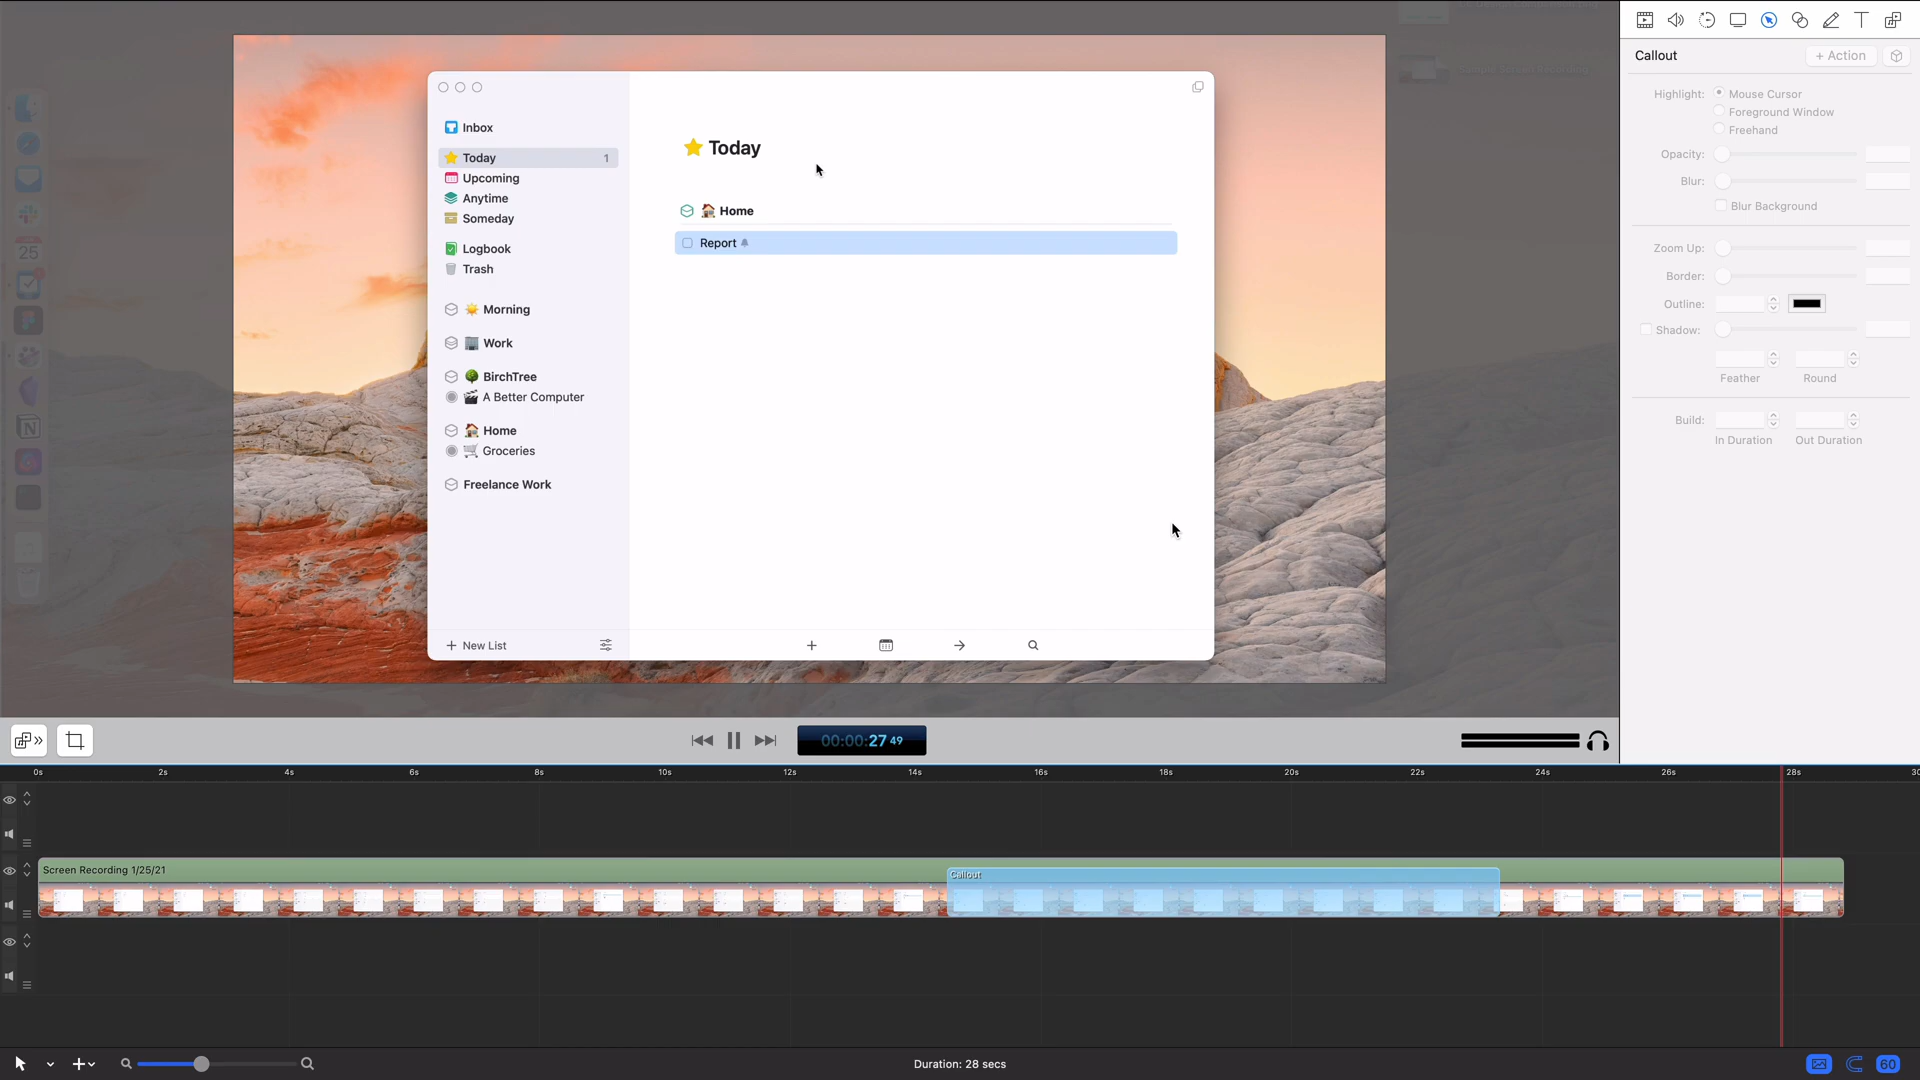 Inbox
Today 1
Upcoming
Anytime
Someday
Logbook
Trash
Morning
Work
BirchTree
A Better Computer
Home
Groceries
Freelance Work
+ New List
Today
Home
Report
25
Callout
+ Action
Highlight: Mouse Cursor
Foreground Window
Freehand
Opacity:
Blur:
Blur Background
Zoom Up:
Border:
Outline:
Shadow:
Feather Round
Build:
In Duration Out Duration
00:00:27 49
0s 2s 4s 6s 8s 10s 12s 14s 16s 18s 20s 22s 24s 26s 28s 30
Screen Recording 1/25/21
Callout
Duration: 28 secs
60